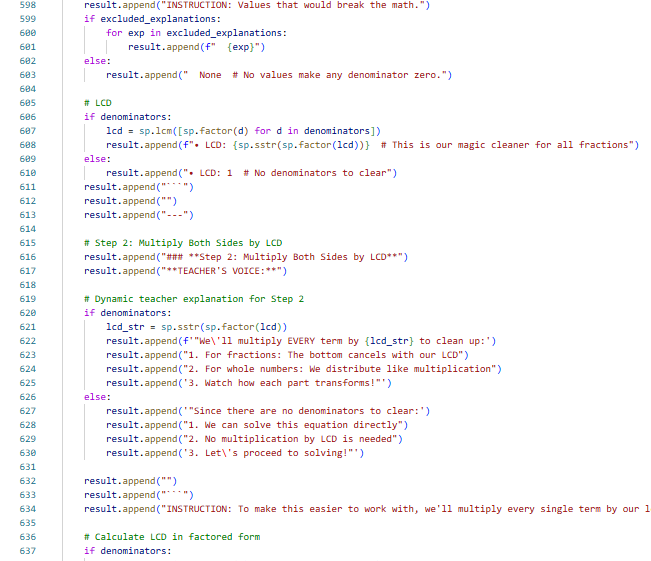 598 result.append("INSTRUCTION: Values that would break the math.")
599 if excluded_explanations:
600 for exp in excluded_explanations:
601 result.append(f"  {exp}")
602 else:
603 result.append("  None  # No values make any denominator zero.")
604
605 # LCD
606 if denominators:
607 lcd = sp.lcm([sp.factor(d) for d in denominators])
608 result.append(f"• LCD: {sp.sstr(sp.factor(lcd))}  # This is our magic cleaner for all fractions")
609 else:
610 result.append("• LCD: 1  # No denominators to clear")
611 result.append("```")
612 result.append("")
613 result.append("---")
614
615 # Step 2: Multiply Both Sides by LCD
616 result.append("### **Step 2: Multiply Both Sides by LCD**")
617 result.append("**TEACHER'S VOICE:**")
618
619 # Dynamic teacher explanation for Step 2
620 if denominators:
621 lcd_str = sp.sstr(sp.factor(lcd))
622 result.append(f'"We\'ll multiply EVERY term by {lcd_str} to clean up:')
623 result.append("1. For fractions: The bottom cancels with our LCD")
624 result.append("2. For whole numbers: We distribute like multiplication")
625 result.append('3. Watch how each part transforms!"')
626 else:
627 result.append('"Since there are no denominators to clear:')
628 result.append("1. We can solve this equation directly")
629 result.append("2. No multiplication by LCD is needed")
630 result.append('3. Let\'s proceed to solving!"')
631
632 result.append("")
633 result.append("```")
634 result.append("INSTRUCTION: To make this easier to work with, we'll multiply every single term by our l
635
636 # Calculate LCD in factored form
637 if denominators: